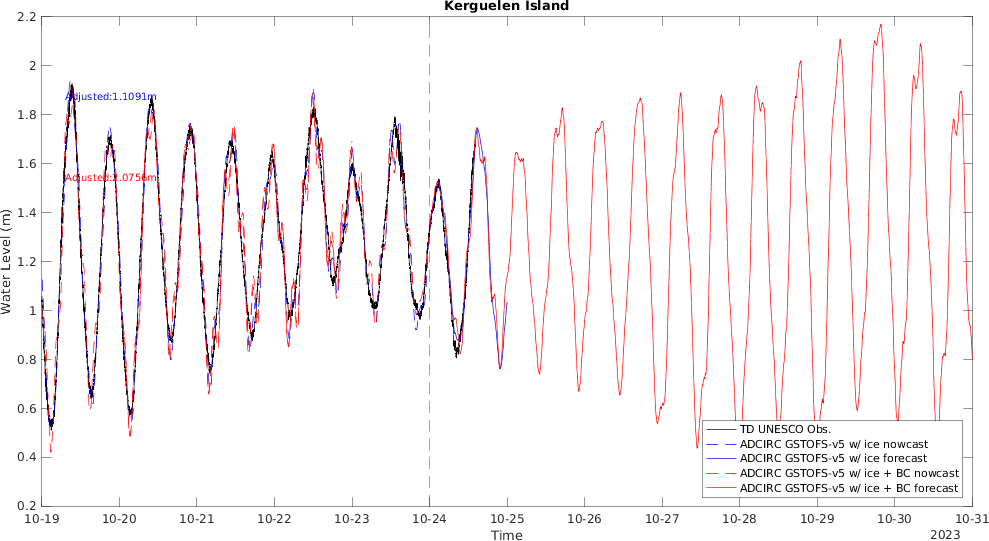 Kerguelen Island
2.2
2
1.8
1.6
1.4
1.2
1
0.8
0.6
0.4
0.2
Water Level (m)
Adjusted:1.1091m
Adjusted:2.0756m
TD UNESCO Obs.
ADCIRC GSTOFS-v5 w/ ice nowcast
ADCIRC GSTOFS-v5 w/ ice forecast
ADCIRC GSTOFS-v5 w/ ice + BC nowcast
ADCIRC GSTOFS-v5 w/ ice + BC forecast
10-19 10-20 10-21 10-22 10-23 10-24 10-25 10-26 10-27 10-28 10-29 10-30 10-31
Time
2023